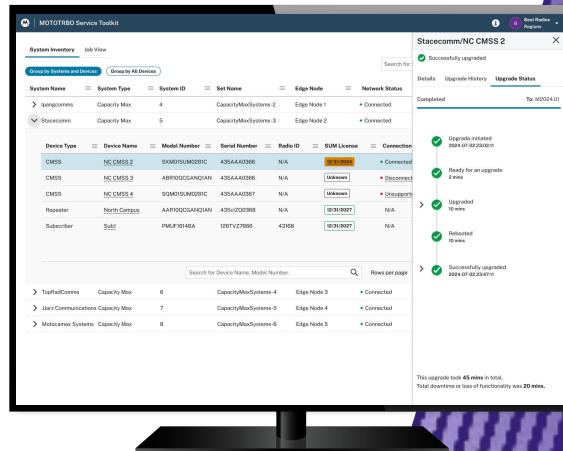 MOTOTRBO Service Toolkit
Best Radios
Regions
System Inventory Job View
Search for
Group by Systems and Devices Group by All Devices
System Name System Type System ID Set Name Edge Node Network Status
Ipangcomms Capacity Max 4 CapacityMaxSystems-2 Edge Node 1 Connected
Stacecomm Capacity Max 5 CapacityMaxSystems-3 Edge Node 2 Connected
Device Type Device Name Model Number Serial Number Radio ID SUM License Connection
CMSS NC CMSS 2 SXM01SUM0281C 435AAA0366 N/A 12/31/2024 Connected
CMSS NC CMSS 3 ABR10QCGANQ1AN 435AAA0366 N/A Unknown Disconnect
CMSS NC CMSS 4 SQM01SUM0281C 435AAA0367 N/A Unknown Unsupport
Repeater North Campus AAR10QCGANQ1AN 435cIZQ0368 N/A 12/31/2027 N/A
Subscriber Sub1 PMUF1614BA 126TVZ7666 43168 12/31/2027 N/A
Search for Device Name, Model Number. Rows per page
TopRadComms Capacity Max 6 CapacityMaxSystems-4 Edge Node 3 Connected
Communications Capacity Max 7 CapacityMaxSystems-5 Edge Node 4 Connected
Motocamax Systems Capacity Max 8 CapacityMaxSystems-6 Edge Node 5 Connected
Stacecomm/NC CMSS 2
Successfully upgraded
Details Upgrade History Upgrade Status
Completed To: M2024.01
Upgrade initiated
2024-07-02 23:02:11
Ready for an upgrade
2 mins
Upgraded
10 mins
Rebooted
10 mins
Successfully upgraded
2024-07-02 23:47:11
This upgrade took 45 mins in total.
Total downtime or loss of functionality was 20 mins.